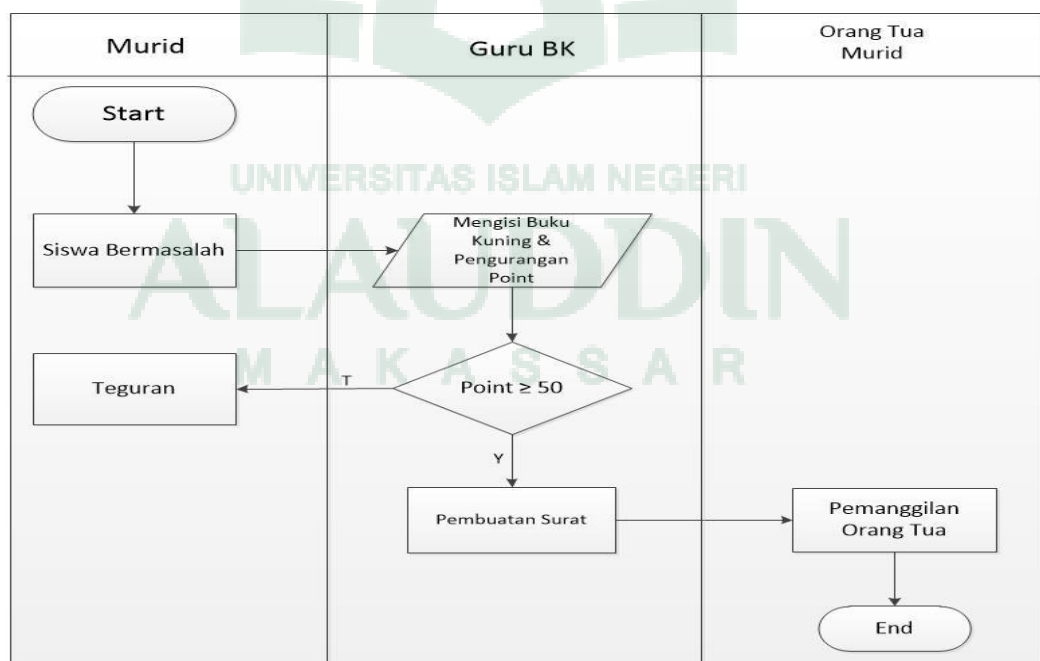 Murid
Guru BK
Orang Tua
Murid
Start
UNIVERSITAS ISLAM NEGERI
Siswa Bermasalah
Mengisi Buku
Kuning &
Pengurangan
Point
ALAUDDIN
MAKASSAR
Teguran
T
Point ≥ 50
Y
Pembuatan Surat
Pemanggilan
Orang Tua
End